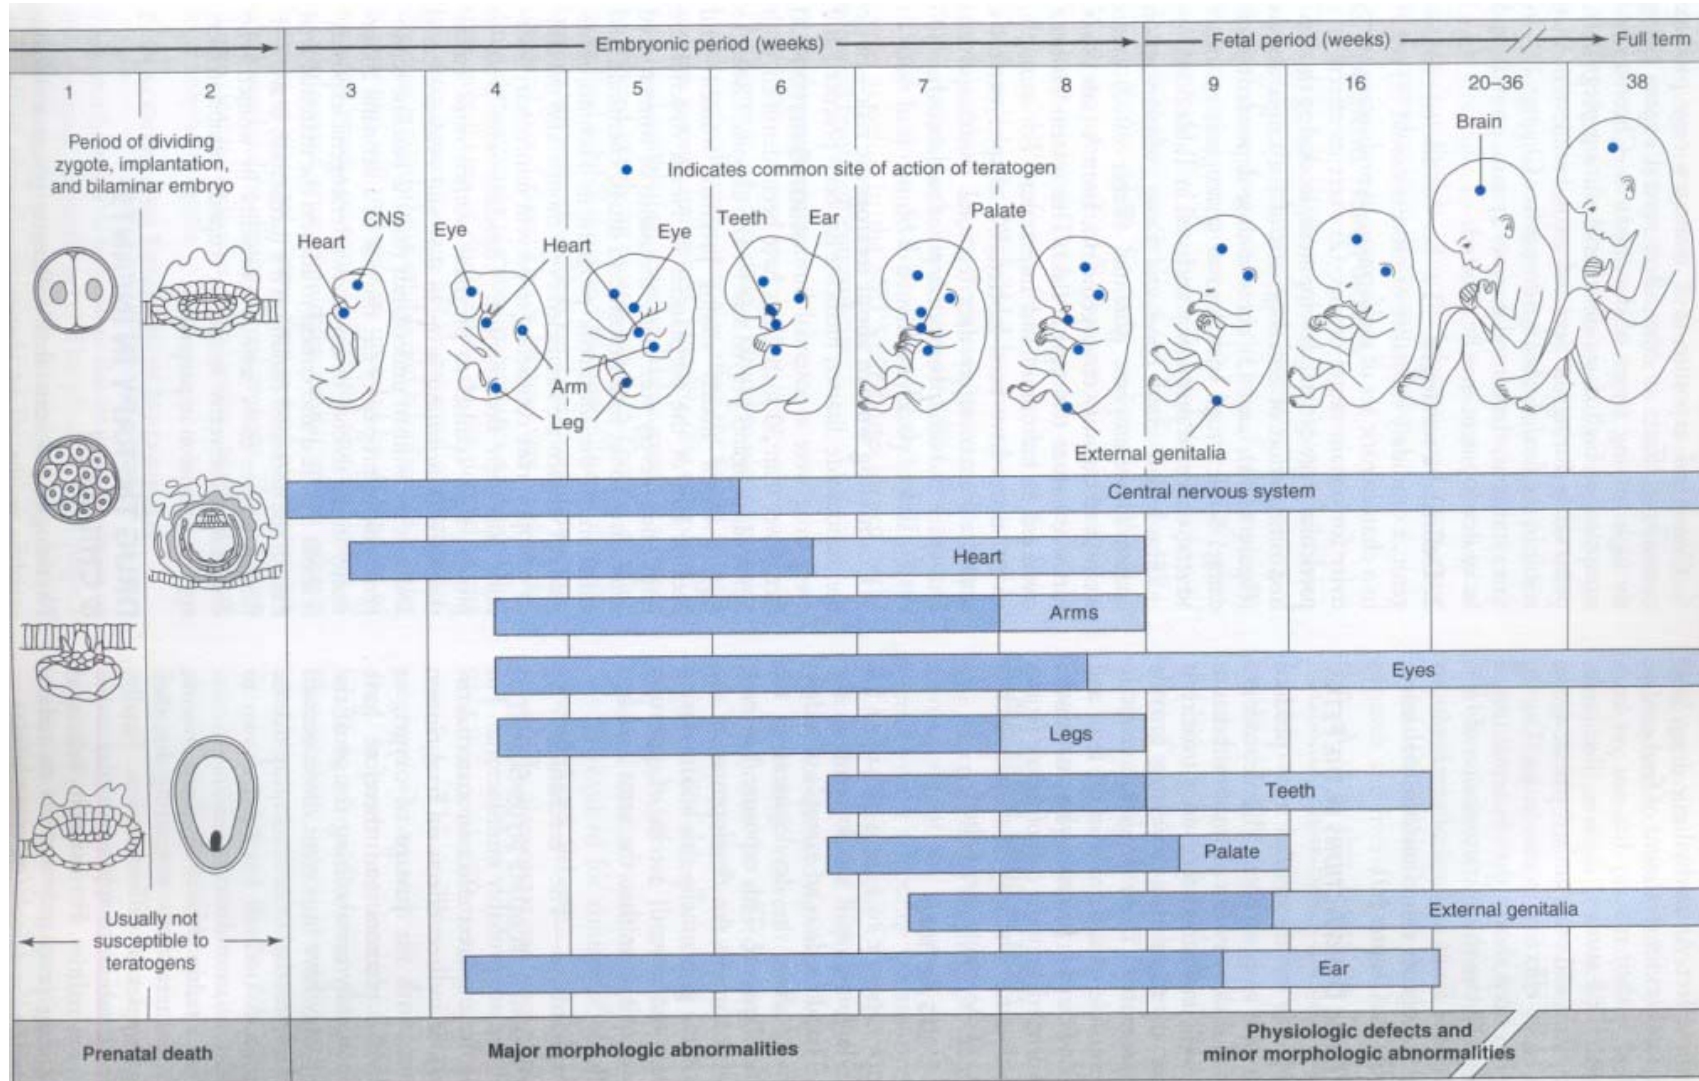 Embryonic period (weeks)
Fetal period (weeks)
Full term
1
2
3
4
5
6
7
8
9
16
20–36
38
Period of dividing
zygote, implantation,
and bilaminar embryo
Indicates common site of action of teratogen
Brain
Heart
CNS
Eye
Heart
Eye
Teeth
Ear
Palate
Arm
Leg
External genitalia
Central nervous system
Heart
Arms
Eyes
Legs
Teeth
Palate
External genitalia
Ear
Usually not
susceptible to
teratogens
Prenatal death
Major morphologic abnormalities
Physiologic defects and
minor morphologic abnormalities